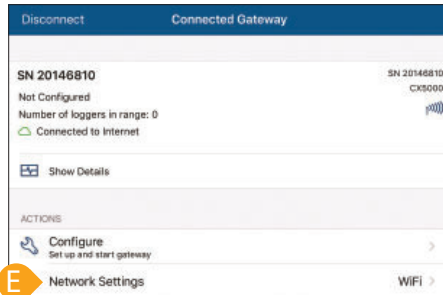 Disconnect Connected Gateway
SN 20146810 SN 20146810
Not Configured CX5000
Number of loggers in range: 0
Connected to Internet
Show Details
ACTIONS
Configure
Set up and start gateway
E Network Settings WiFi